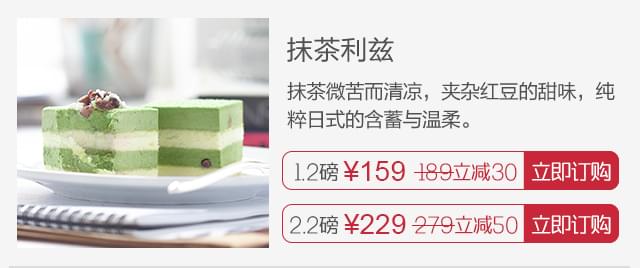 抹茶利兹
抹茶微苦而清凉，夹杂红豆的甜味，纯
粹日式的含蓄与温柔。
1.2磅 ¥159 189立减30 立即订购
2.2磅 ¥229 279立减50 立即订购